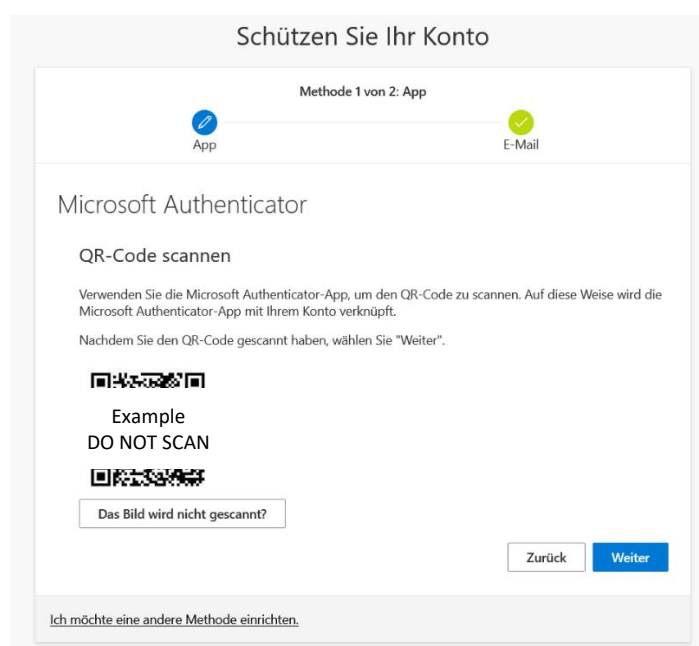 Schützen Sie Ihr Konto
Methode 1 von 2: App
App
E-Mail
Microsoft Authenticator
QR-Code scannen
Verwenden Sie die Microsoft Authenticator-App, um den QR-Code zu scannen. Auf diese Weise wird die
Microsoft Authenticator-App mit Ihrem Konto verknüpft.
Nachdem Sie den QR-Code gescannt haben, wählen Sie "Weiter".
Example
DO NOT SCAN
Das Bild wird nicht gescannt?
Zurück
Weiter
Ich möchte eine andere Methode einrichten.